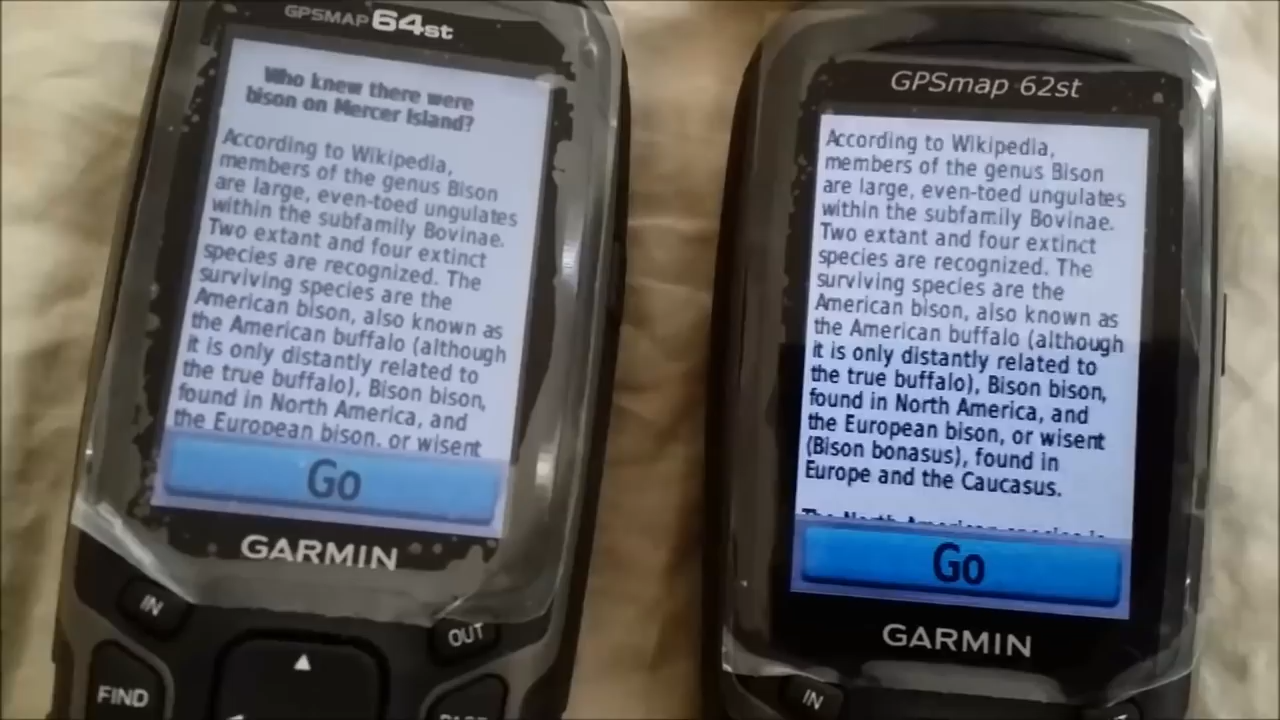 GPSMAP 64st
Who knew there were
bison on Mercer Island?
According to Wikipedia,
members of the genus Bison
are large, even-toed ungulates
within the subfamily Bovinae.
Two extant and four extinct
species are recognized. The
surviving species are the
American bison, also known as
the American buffalo (although
it is only distantly related to
the true buffalo), Bison bison,
found in North America, and
the European bison, or wisent
Go
GARMIN
IN
OUT
FIND
GPSmap 62st
According to Wikipedia,
members of the genus Bison
are large, even-toed ungulates
within the subfamily Bovinae.
Two extant and four extinct
species are recognized. The
surviving species are the
American bison, also known as
the American buffalo (although
it is only distantly related to
the true buffalo), Bison bison,
found in North America, and
the European bison, or wisent
(Bison bonasus), found in
Europe and the Caucasus.
The North American species is
Go
GARMIN
IN